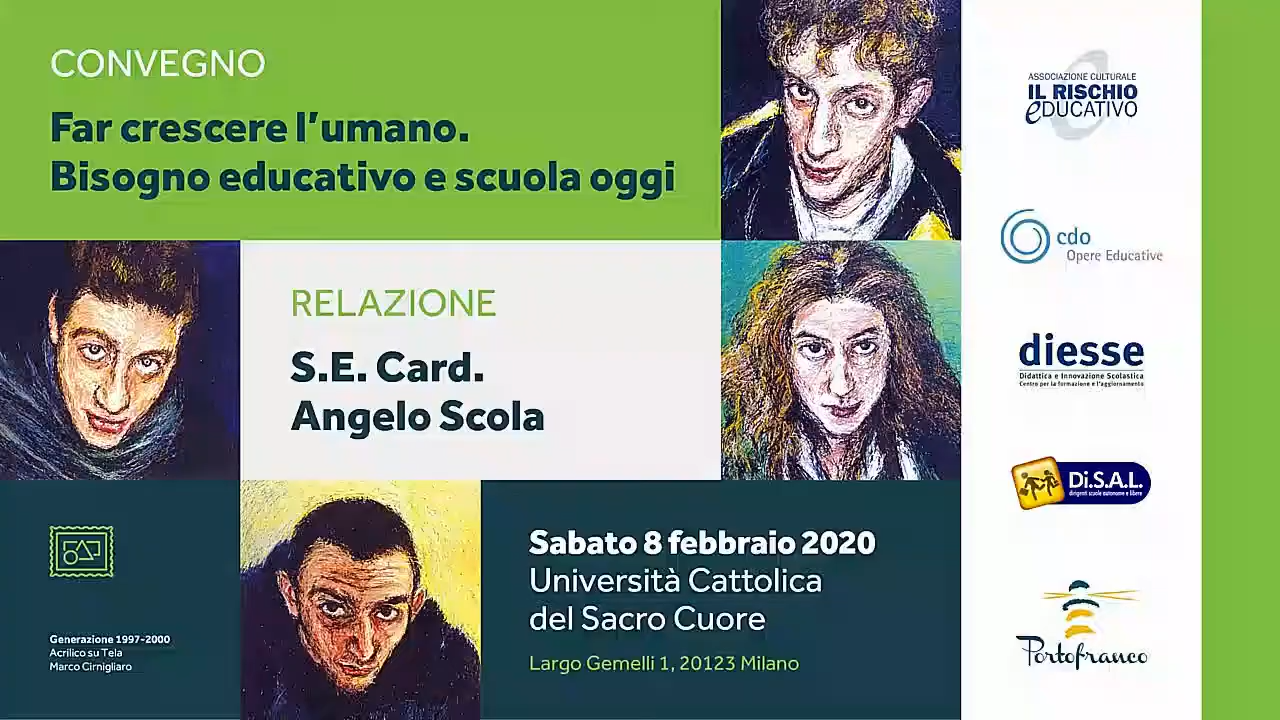 CONVEGNO
Far crescere l'umano.
Bisogno educativo e scuola oggi
RELAZIONE
S.E. Card.
Angelo Scola
Generazione 1997-2000
Acrilico su Tela
Marco Cirnigliaro
Sabato 8 febbraio 2020
Università Cattolica
del Sacro Cuore
Largo Gemelli 1, 20123 Milano
ASSOCIAZIONE CULTURALE
IL RISCHIO
eDUCATIVO
cdo
Opere Educative
diesse
Didattica e Innovazione Scolastica
Centro per la formazione e l'aggiornamento
Di.S.A.L.
dirigenti scuole autonome e libere
Portofranco